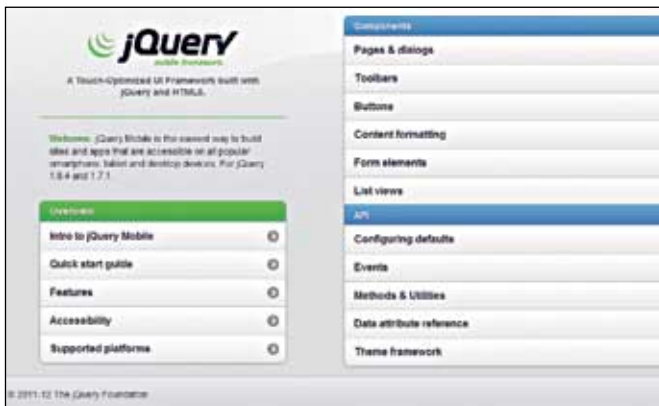 jQuery
mobile framework
A Touch-Optimized UI Framework built with
jQuery and HTML5.
Welcome. jQuery Mobile is the easiest way to build
sites and apps that are accessible on all popular
smartphone, tablet and desktop devices. For jQuery
1.6.4 and 1.7.1.
Overview
Intro to jQuery Mobile
Quick start guide
Features
Accessibility
Supported platforms
Components
Pages & dialogs
Toolbars
Buttons
Content formatting
Form elements
List views
API
Configuring defaults
Events
Methods & Utilities
Data attribute reference
Theme framework
© 2011-12 The jQuery Foundation